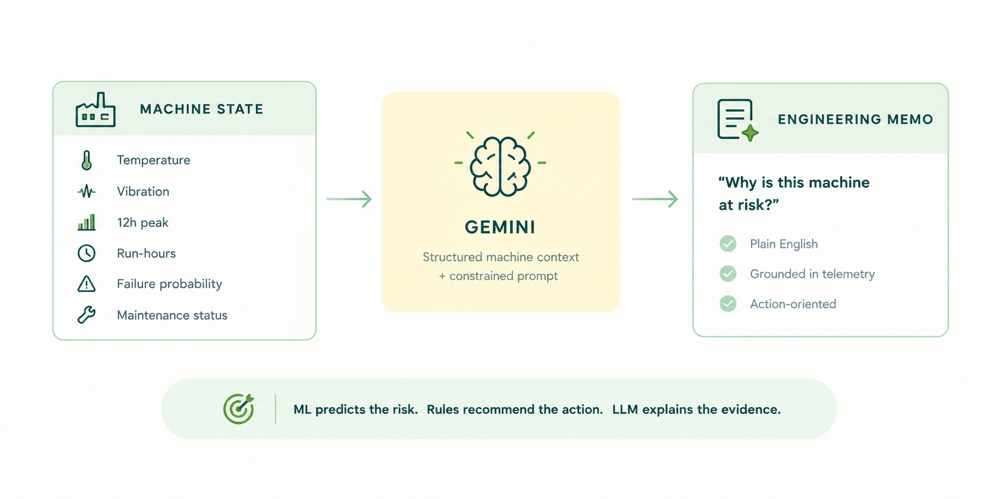 MACHINE STATE
Temperature
Vibration
12h peak
Run-hours
Failure probability
Maintenance status
GEMINI
Structured machine context
+ constrained prompt
ENGINEERING MEMO
“Why is this machine
at risk?”
Plain English
Grounded in telemetry
Action-oriented
ML predicts the risk. Rules recommend the action. LLM explains the evidence.